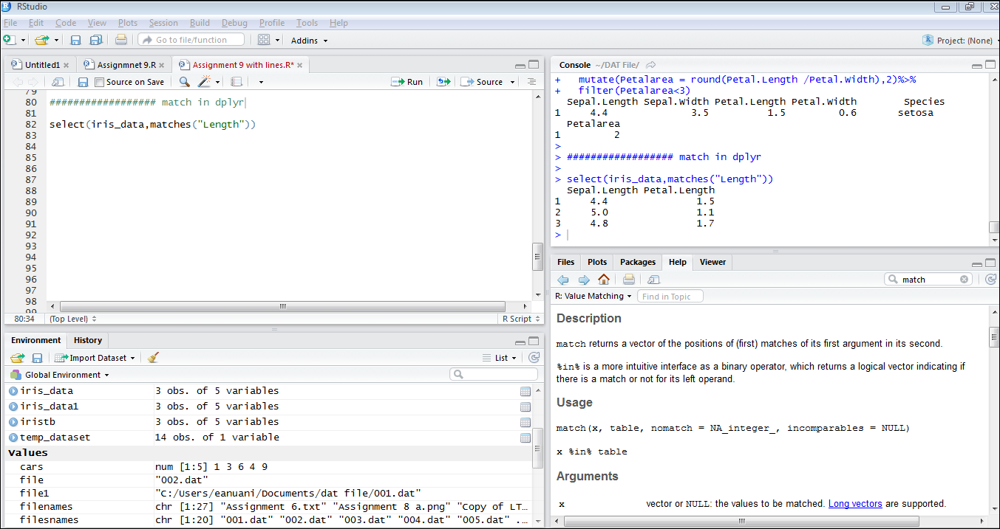 RStudio
File Edit Code View Plots Session Build Debug Profile Tools Help
Go to file/function Addins Project: (None)
Untitled1 Assignmnet 9.R Assignment 9 with lines.R*
Source on Save Run Source
79
80 ################## match in dplyr
81
82 select(iris_data,matches("Length"))
83
84
85
86
87
88
89
90
91
92
93
94
95
96
97
98
99
80:34 (Top Level) R Script
Environment History
Import Dataset List
Global Environment
iris_data 3 obs. of 5 variables
iris_data1 3 obs. of 5 variables
iristb 3 obs. of 5 variables
temp_dataset 14 obs. of 1 variable
Values
cars num [1:5] 1 3 6 4 9
file "002.dat"
file1 "C:/Users/eanuani/Documents/dat file/001.dat"
filenames chr [1:27] "Assignment 6.txt" "Assignment 8 a.png" "Copy of LT…
filesnames chr [1:20] "001.dat" "002.dat" "003.dat" "004.dat" "005.dat" …
Console ~/DAT File/
+ mutate(Petalarea = round(Petal.Length /Petal.Width),2)%>%
+ filter(Petalarea<3)
Sepal.Length Sepal.Width Petal.Length Petal.Width Species
1 4.4 3.5 1.5 0.6 setosa
Petalarea
1 2
>
> ################## match in dplyr
>
> select(iris_data,matches("Length"))
Sepal.Length Petal.Length
1 4.4 1.5
2 5.0 1.1
3 4.8 1.7
>
Files Plots Packages Help Viewer
match
R: Value Matching Find in Topic
Description
match returns a vector of the positions of (first) matches of its first argument in its second.
%in% is a more intuitive interface as a binary operator, which returns a logical vector indicating if
there is a match or not for its left operand.
Usage
match(x, table, nomatch = NA_integer_, incomparables = NULL)
x %in% table
Arguments
x vector or NULL: the values to be matched. Long vectors are supported.